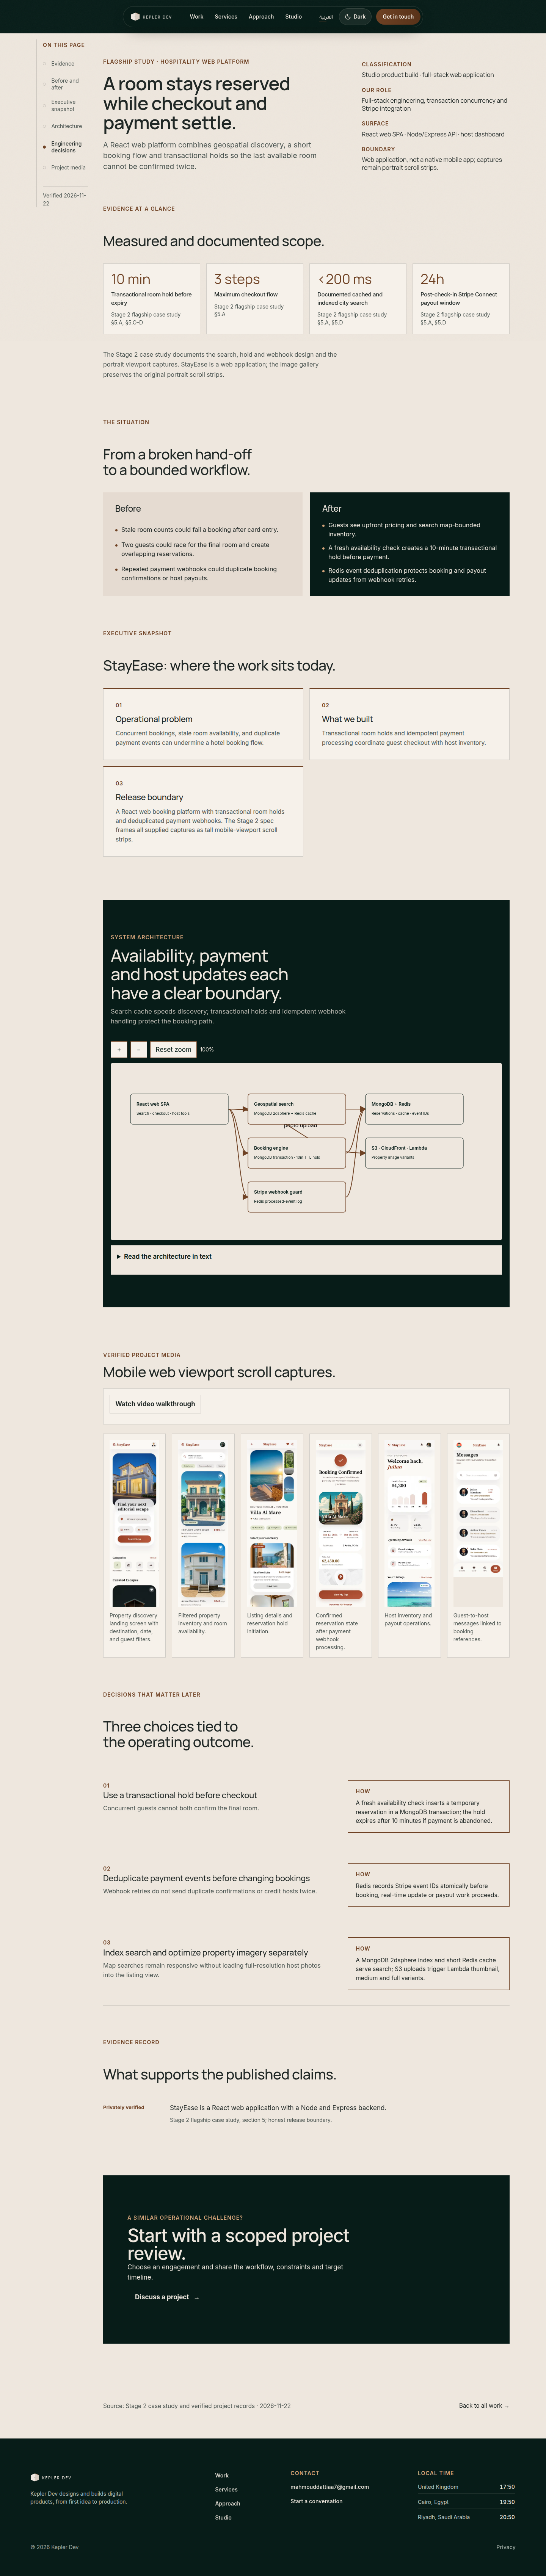 KEPLER DEV
Work
Services
Approach
Studio
العربية
Dark
Get in touch
ON THIS PAGE
Evidence
Before and
after
Executive
snapshot
Architecture
Engineering
decisions
Project media
Verified 2026-11-
22
FLAGSHIP STUDY · HOSPITALITY WEB PLATFORM
A room stays reserved
while checkout and
payment settle.
A React web platform combines geospatial discovery, a short
booking flow and transactional holds so the last available room
cannot be confirmed twice.
CLASSIFICATION
Studio product build · full-stack web application
OUR ROLE
Full-stack engineering, transaction concurrency and
Stripe integration
SURFACE
React web SPA · Node/Express API · host dashboard
BOUNDARY
Web application, not a native mobile app; captures
remain portrait scroll strips.
EVIDENCE AT A GLANCE
Measured and documented scope.
10 min
Transactional room hold before
expiry
Stage 2 flagship case study
§5.A, §5.C–D
3 steps
Maximum checkout flow
Stage 2 flagship case study
§5.A
<200 ms
Documented cached and
indexed city search
Stage 2 flagship case study
§5.A, §5.D
24h
Post-check-in Stripe Connect
payout window
Stage 2 flagship case study
§5.A, §5.D
The Stage 2 case study documents the search, hold and webhook design and the
portrait viewport captures. StayEase is a web application; the image gallery
preserves the original portrait scroll strips.
THE SITUATION
From a broken hand-off
to a bounded workflow.
Before
Stale room counts could fail a booking after card entry.
Two guests could race for the final room and create
overlapping reservations.
Repeated payment webhooks could duplicate booking
confirmations or host payouts.
After
Guests see upfront pricing and search map-bounded
inventory.
A fresh availability check creates a 10-minute transactional
hold before payment.
Redis event deduplication protects booking and payout
updates from webhook retries.
EXECUTIVE SNAPSHOT
StayEase: where the work sits today.
01
Operational problem
Concurrent bookings, stale room availability, and duplicate
payment events can undermine a hotel booking flow.
02
What we built
Transactional room holds and idempotent payment
processing coordinate guest checkout with host inventory.
03
Release boundary
A React web booking platform with transactional room holds
and deduplicated payment webhooks. The Stage 2 spec
frames all supplied captures as tall mobile-viewport scroll
strips.
SYSTEM ARCHITECTURE
Availability, payment
and host updates each
have a clear boundary.
Search cache speeds discovery; transactional holds and idempotent webhook
handling protect the booking path.
+
−
Reset zoom
100%
React web SPA
Search · checkout · host tools
Geospatial search
MongoDB 2dsphere + Redis cache
MongoDB + Redis
Reservations · cache · event IDs
photo upload
Booking engine
MongoDB transaction · 10m TTL hold
S3 · CloudFront · Lambda
Property image variants
Stripe webhook guard
Redis processed-event log
Read the architecture in text
VERIFIED PROJECT MEDIA
Mobile web viewport scroll captures.
Watch video walkthrough
StayEase
Find your next
editorial escape
StayEase
StayEase
Villa Al Mare
StayEase
Booking Confirmed
Villa Al Mare
StayEase
Welcome back,
Julian
$4,200
Messages
Property discovery
landing screen with
destination, date,
and guest filters.
Filtered property
inventory and room
availability.
Listing details and
reservation hold
initiation.
Confirmed
reservation state
after payment
webhook
processing.
Host inventory and
payout operations.
Guest-to-host
messages linked to
booking
references.
DECISIONS THAT MATTER LATER
Three choices tied to
the operating outcome.
01
Use a transactional hold before checkout
Concurrent guests cannot both confirm the final room.
HOW
A fresh availability check inserts a temporary
reservation in a MongoDB transaction; the hold
expires after 10 minutes if payment is abandoned.
02
Deduplicate payment events before changing bookings
Webhook retries do not send duplicate confirmations or credit hosts twice.
HOW
Redis records Stripe event IDs atomically before
booking, real-time update or payout work proceeds.
03
Index search and optimize property imagery separately
Map searches remain responsive without loading full-resolution host photos
into the listing view.
HOW
A MongoDB 2dsphere index and short Redis cache
serve search; S3 uploads trigger Lambda thumbnail,
medium and full variants.
EVIDENCE RECORD
What supports the published claims.
Privately verified
StayEase is a React web application with a Node and Express backend.
Stage 2 flagship case study, section 5; honest release boundary.
A SIMILAR OPERATIONAL CHALLENGE?
Start with a scoped project
review.
Choose an engagement and share the workflow, constraints and target
timeline.
Discuss a project →
Source: Stage 2 case study and verified project records · 2026-11-22
Back to all work →
KEPLER DEV
Kepler Dev designs and builds digital
products, from first idea to production.
Work
Services
Approach
Studio
CONTACT
mahmouddattiaa7@gmail.com
Start a conversation
LOCAL TIME
United Kingdom 17:50
Cairo, Egypt 19:50
Riyadh, Saudi Arabia 20:50
© 2026 Kepler Dev
Privacy